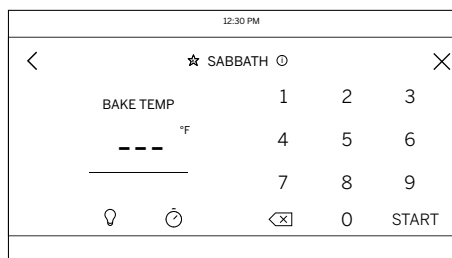 12:30 PM
SABBATH
BAKE TEMP
--- °F
1 2 3
4 5 6
7 8 9
0 START